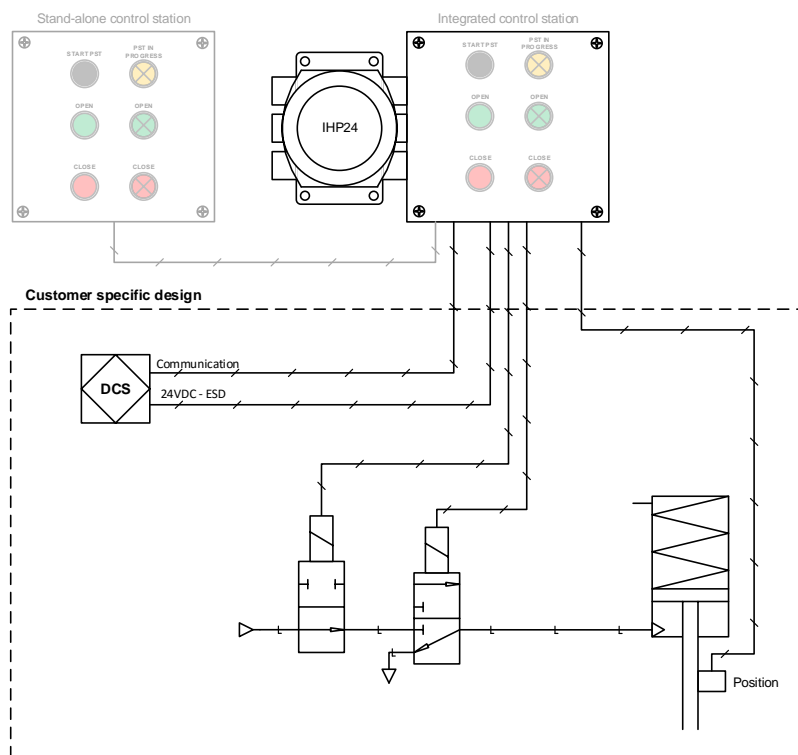 Stand-alone control station
Integrated control station
START PST
PST IN
PROGRESS
OPEN
OPEN
CLOSE
CLOSE
IHP24
START PST
PST IN
PROGRESS
OPEN
OPEN
CLOSE
CLOSE
Customer specific design
Communication
DCS
24VDC - ESD
Position